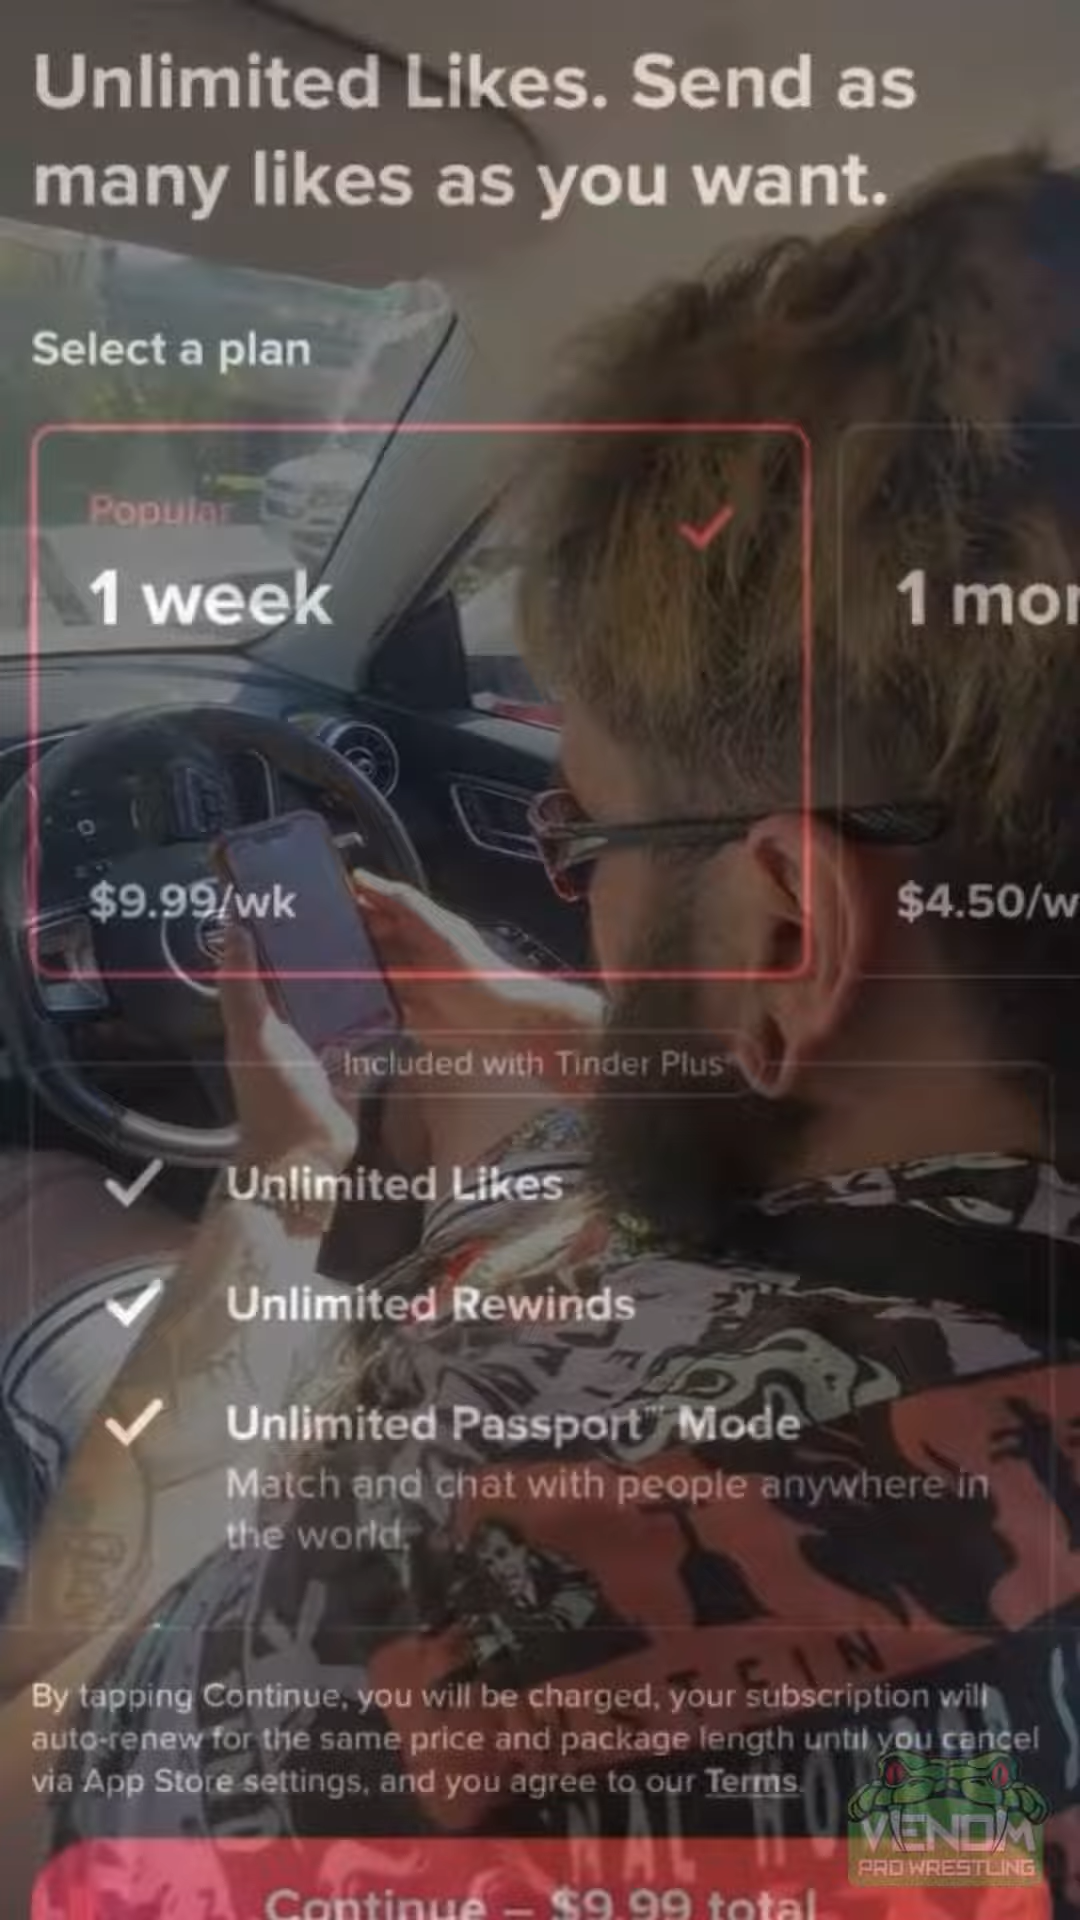 Unlimited Likes. Send as
many likes as you want.
Select a plan
Popular
1 week
$9.99/wk
$4.50/w
Included with Tinder Plus
Unlimited Likes
Unlimited Rewinds
Unlimited Passport™ Mode
Match and chat with people anywhere in
the world.
By tapping Continue, you will be charged, your subscription will
auto-renew for the same price and package length until you cancel
via App Store settings, and you agree to our Terms.
VENOM
PRO WRESTLING
Continue – $9.99 total